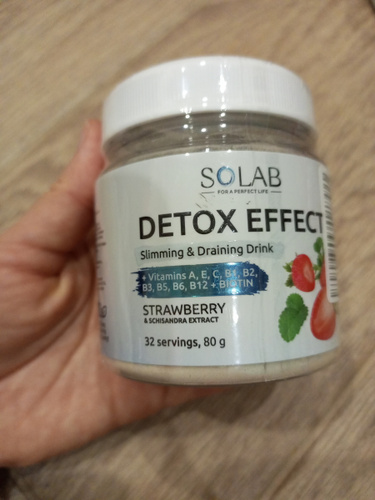 SOLAB
FOR A PERFECT LIFE
DETOX EFFECT
Slimming & Draining Drink
+ Vitamins A, E, C, B1, B2,
B3, B5, B6, B12 + BIOTIN
STRAWBERRY
& SCHISANDRA EXTRACT
32 servings, 80 g